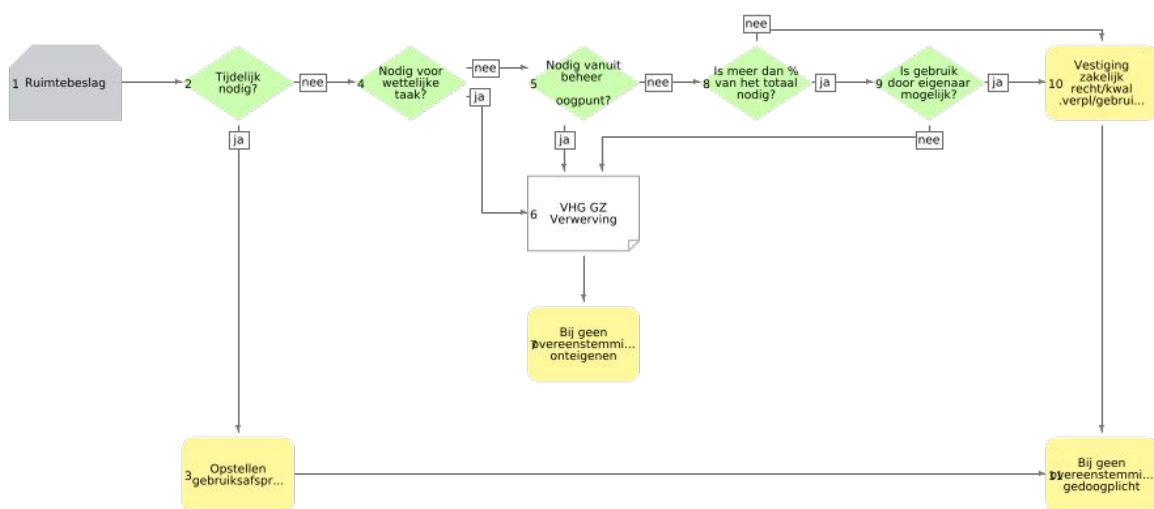 nee
1 Ruimtebeslag
2 Tijdelijk
nodig?
nee
4 Nodig voor
wettelijke
taak?
nee
ja
5 Nodig vanuit
beheer
oogpunt?
nee
8 Is meer dan %
van het totaal
nodig?
ja
9 Is gebruik
door eigenaar
mogelijk?
ja
10 Vestiging
zakelijk
recht/kwal
.verpl/gebrui...
ja
ja
nee
6 VHG GZ
Verwerving
Bij geen
overeenstemmi...
onteigenen
3 Opstellen
gebruiksafspr...
11 Bij geen
overeenstemmi...
gedoogplicht